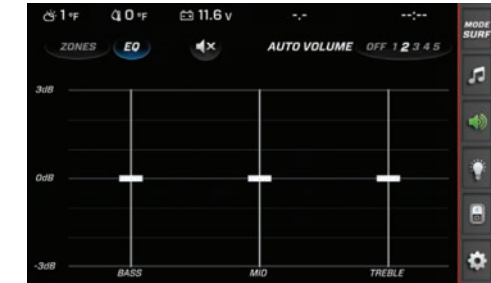 1 °F 0 °F 11.6 V -.- --:--
MODE
SURF
ZONES EQ AUTO VOLUME OFF 1 2 3 4 5
3dB
0dB
-3dB
BASS MID TREBLE